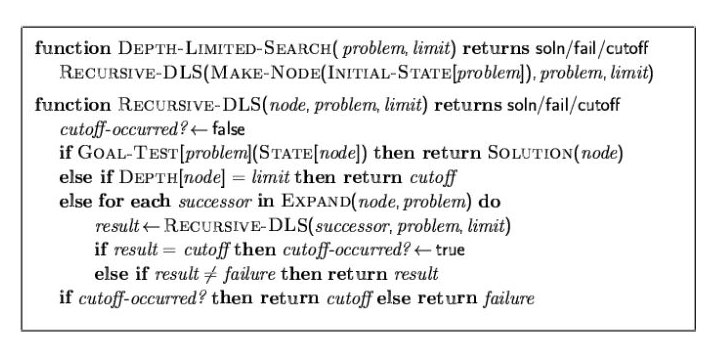 function DEPTH-LIMITED-SEARCH( problem, limit) returns soln/fail/cutoff
RECURSIVE-DLS(MAKE-NODE(INITIAL-STATE[problem]), problem, limit)
function RECURSIVE-DLS(node, problem, limit) returns soln/fail/cutoff
cutoff-occurred? ← false
if GOAL-TEST[problem](STATE[node]) then return SOLUTION(node)
else if DEPTH[node] = limit then return cutoff
else for each successor in EXPAND(node, problem) do
result ← RECURSIVE-DLS(successor, problem, limit)
if result = cutoff then cutoff-occurred? ← true
else if result ≠ failure then return result
if cutoff-occurred? then return cutoff else return failure